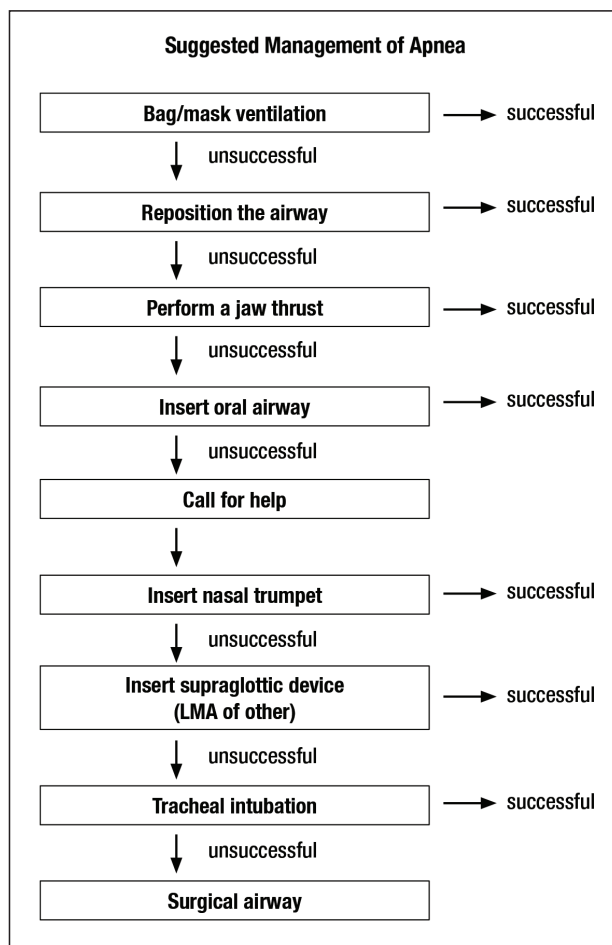 Suggested Management of Apnea
Bag/mask ventilation
successful
unsuccessful
Reposition the airway
successful
unsuccessful
Perform a jaw thrust
successful
unsuccessful
Insert oral airway
successful
unsuccessful
Call for help
Insert nasal trumpet
successful
unsuccessful
Insert supraglottic device
(LMA of other)
successful
unsuccessful
Tracheal intubation
successful
unsuccessful
Surgical airway